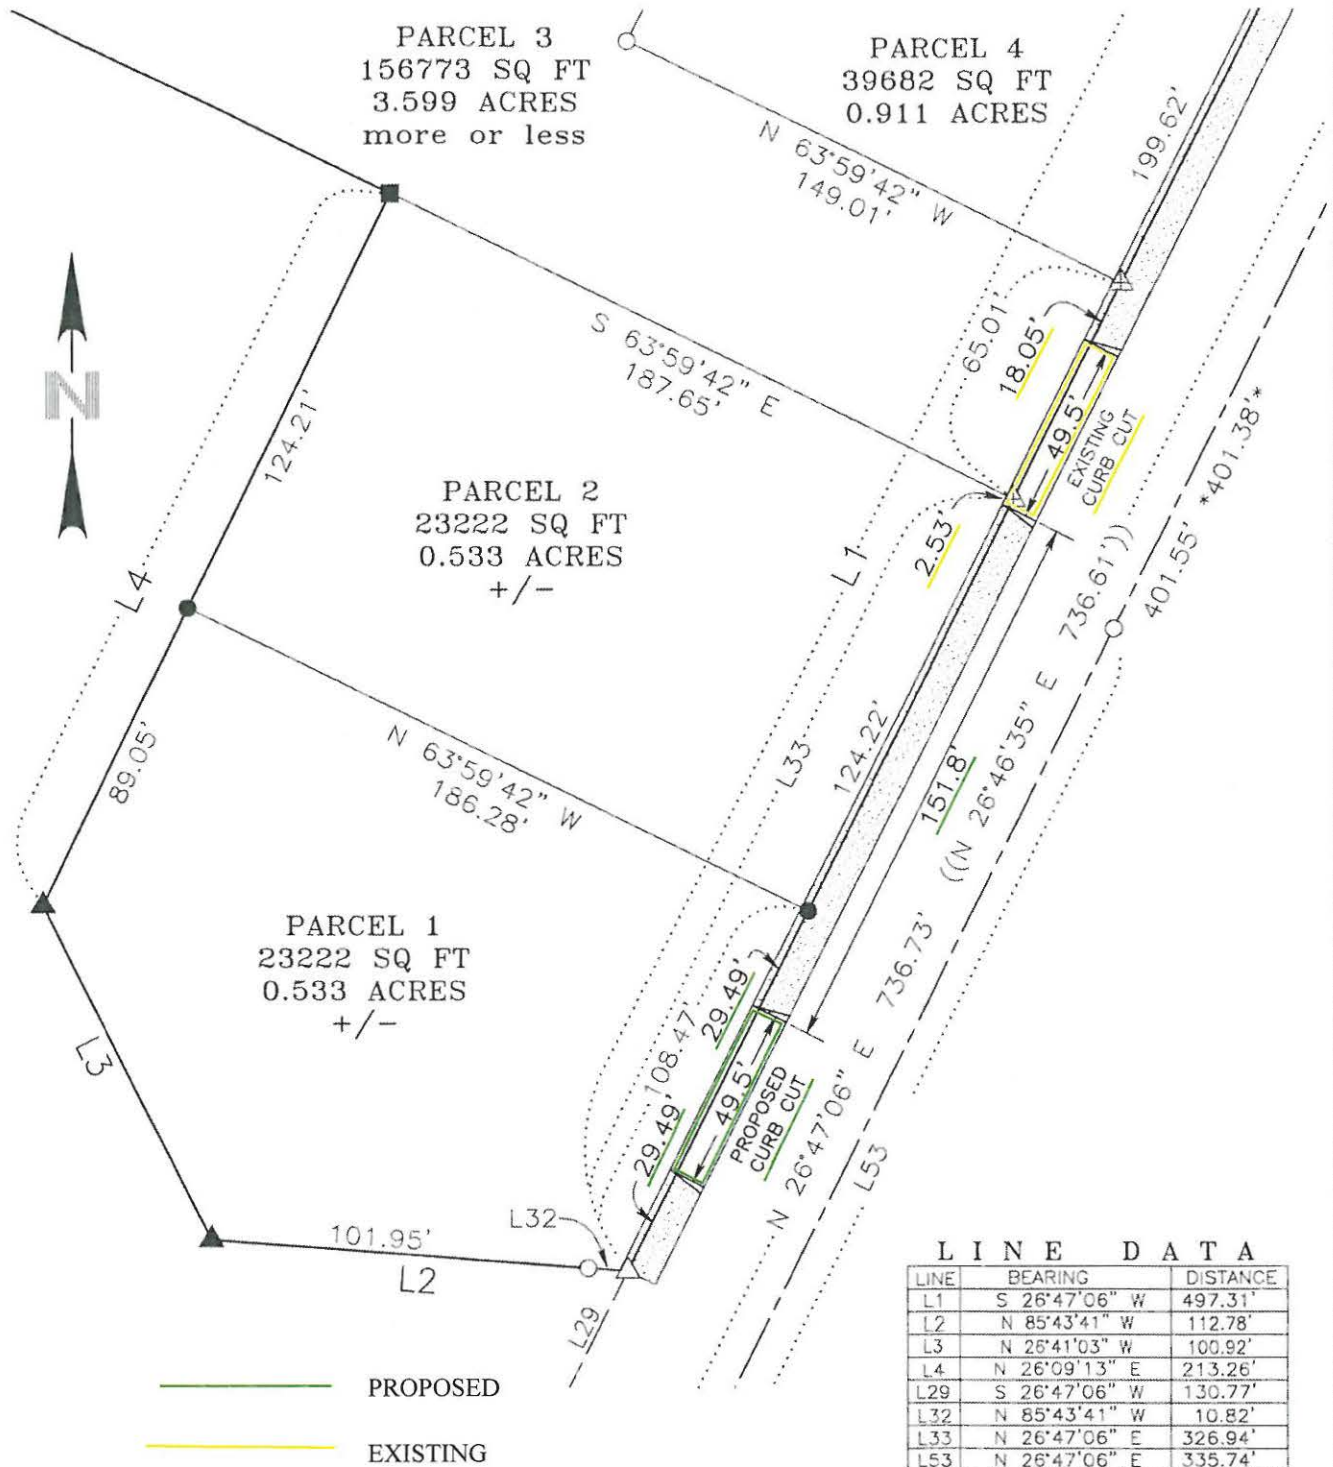 PARCEL 3
156773 SQ FT
3.599 ACRES
more or less
PARCEL 4
39682 SQ FT
0.911 ACRES
N 63°59'42" W
149.01'
199.62'
N
S 63°59'42" E
187.65'
65.01'
18.05'
49.5'
EXISTING
CURB CUT
2.53'
124.21'
PARCEL 2
23222 SQ FT
0.533 ACRES
+/-
L4
L1
L33
124.22'
151.8'
401.55' *401.38'*
((N 26°46'35" E 736.61'))
N 26°47'06" E 736.73'
L53
89.05'
N 63°59'42" W
186.28'
PARCEL 1
23222 SQ FT
0.533 ACRES
+/-
L3
108.47'
29.49'
49.5'
PROPOSED
CURB CUT
29.49'
L32
101.95'
L2
L29
PROPOSED
EXISTING
LINE DATA
LINE BEARING DISTANCE
L1 S 26°47'06" W 497.31'
L2 N 85°43'41" W 112.78'
L3 N 26°41'03" W 100.92'
L4 N 26°09'13" E 213.26'
L29 S 26°47'06" W 130.77'
L32 N 85°43'41" W 10.82'
L33 N 26°47'06" E 326.94'
L53 N 26°47'06" E 335.74'